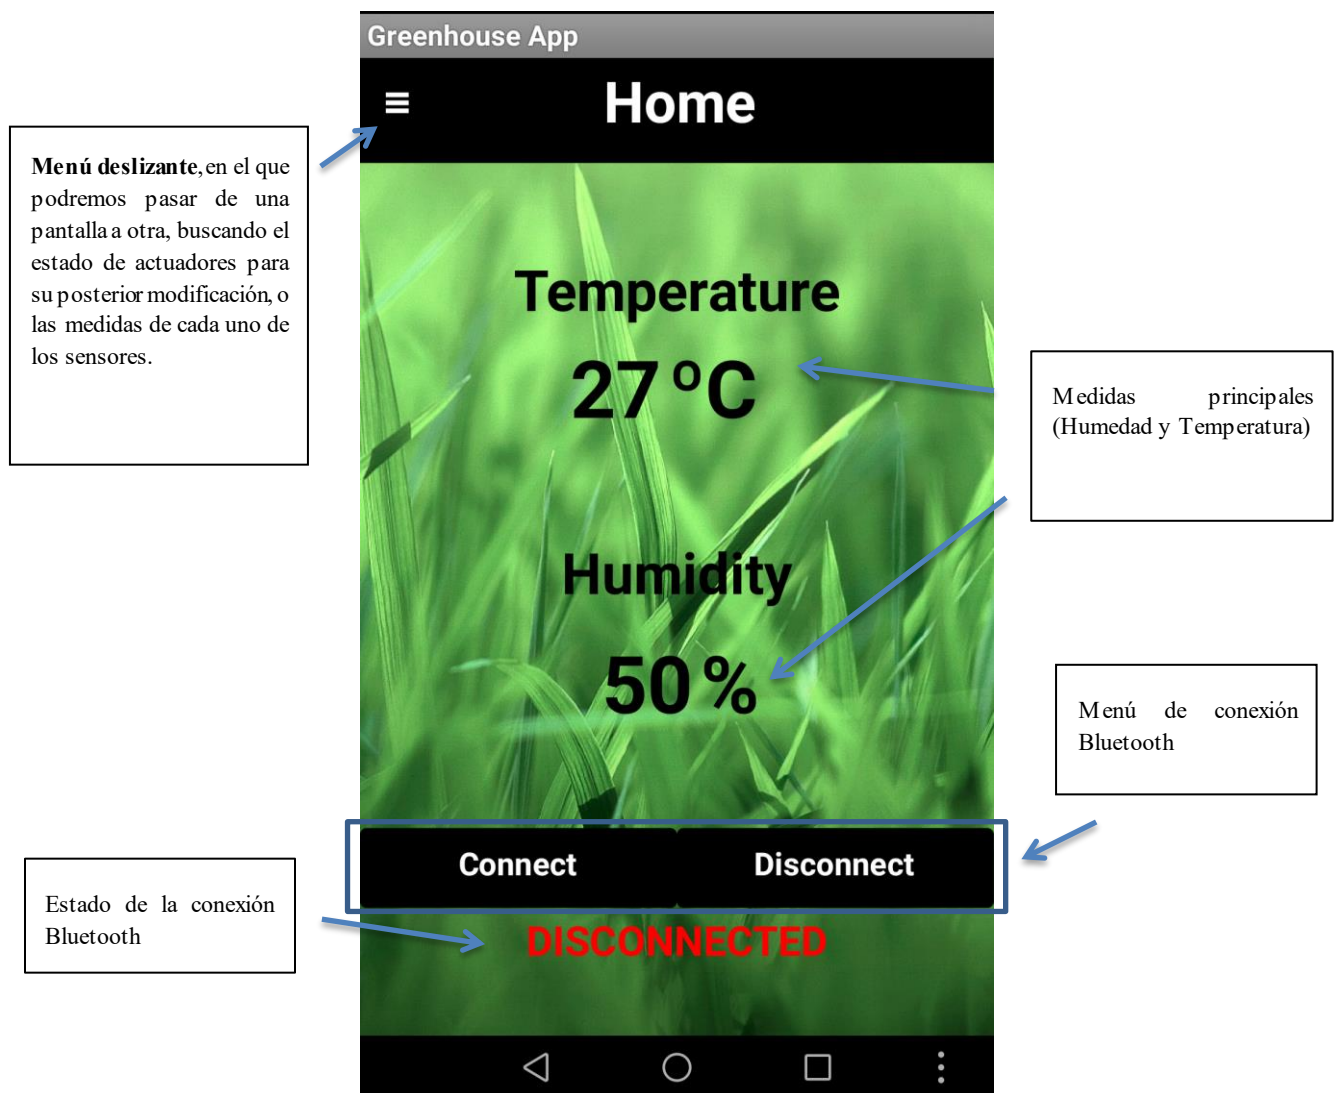 Greenhouse App
Home
Menú deslizante, en el que
podremos pasar de una
pantalla a otra, buscando el
estado de actuadores para
su posterior modificación, o
las medidas de cada uno de
los sensores.
Temperature
27 ºC
Medidas principales
(Humedad y Temperatura)
Humidity
50 %
Menú de conexión
Bluetooth
Connect
Disconnect
Estado de la conexión
Bluetooth
DISCONNECTED